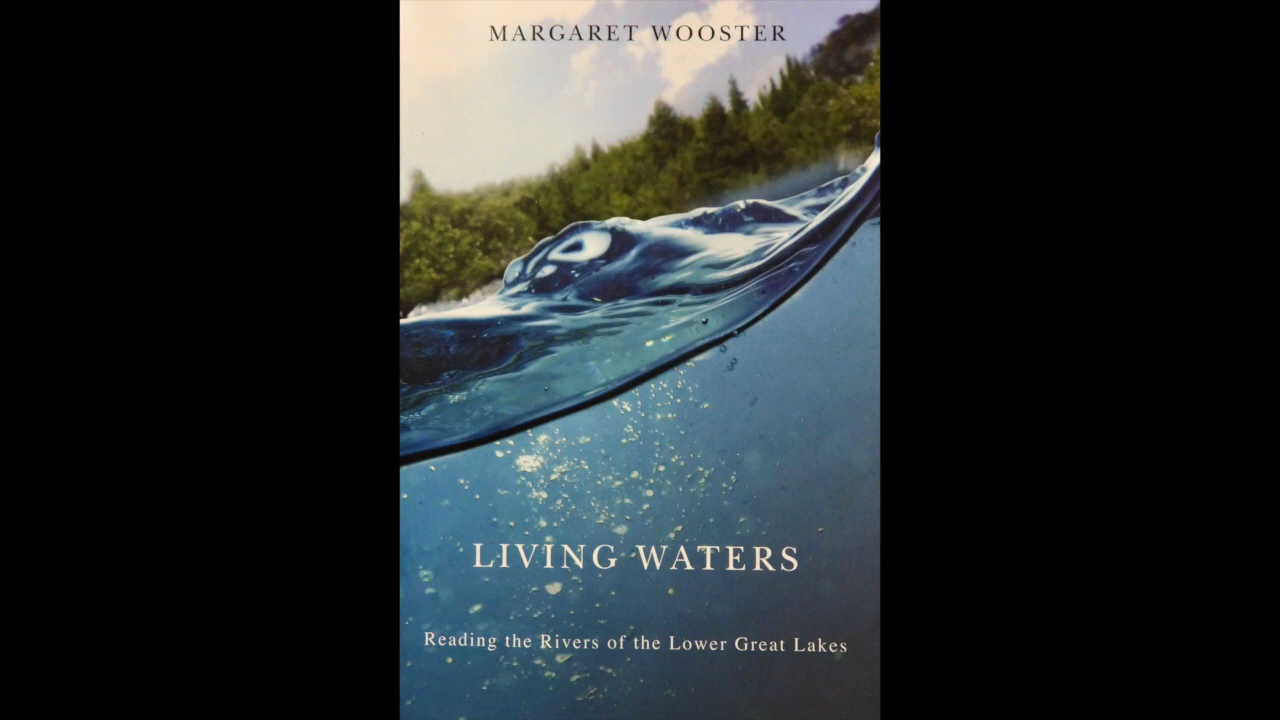 MARGARET WOOSTER
LIVING WATERS
Reading the Rivers of the Lower Great Lakes